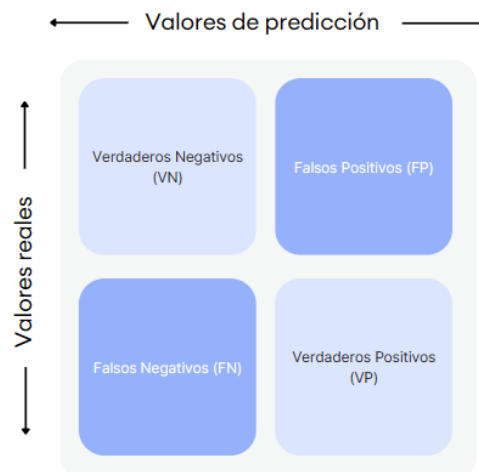 Valores de predicción
Valores reales
Verdaderos Negativos
(VN)
Falsos Positivos (FP)
Falsos Negativos (FN)
Verdaderos Positivos
(VP)